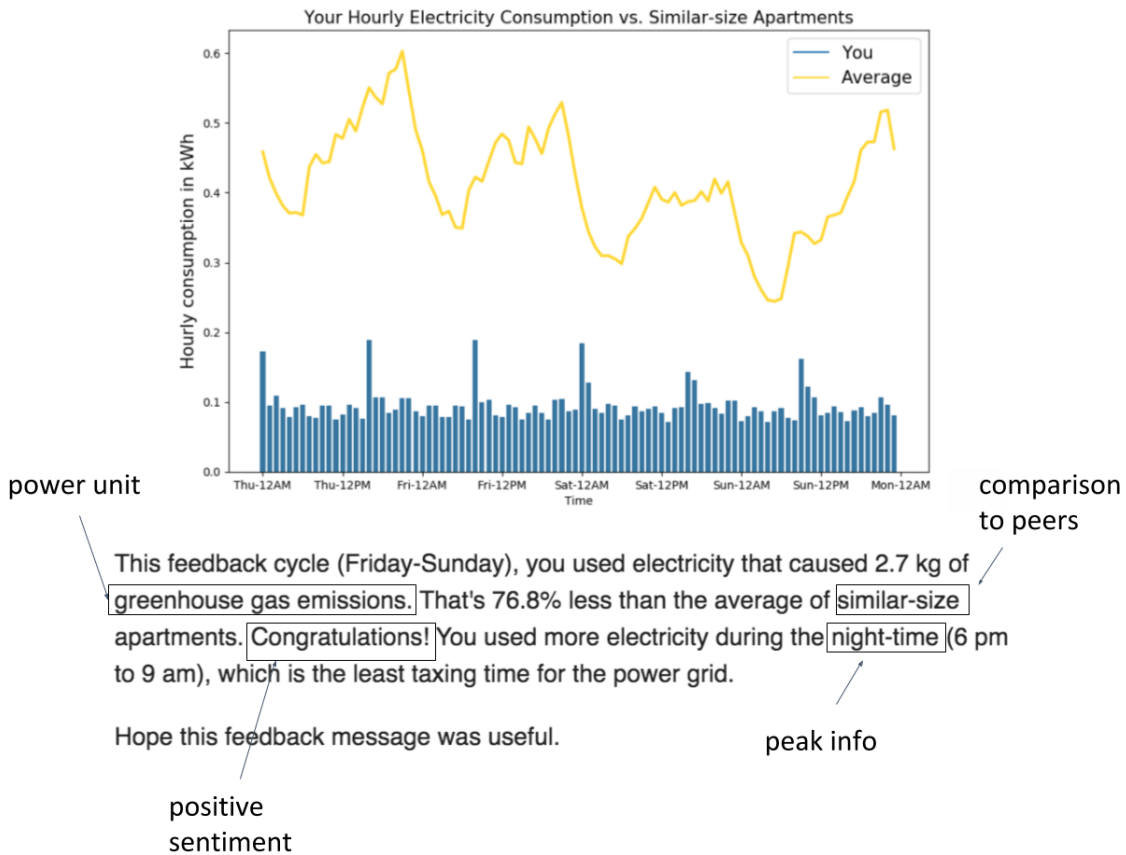 Your Hourly Electricity Consumption vs. Similar-size Apartments
You
Average
Hourly consumption in kWh
0.6
0.5
0.4
0.3
0.2
0.1
0.0
Thu-12AM Thu-12PM Fri-12AM Fri-12PM Sat-12AM Sat-12PM Sun-12AM Sun-12PM Mon-12AM
Time
power unit
comparison
to peers
This feedback cycle (Friday-Sunday), you used electricity that caused 2.7 kg of
greenhouse gas emissions. That's 76.8% less than the average of similar-size
apartments. Congratulations! You used more electricity during the night-time (6 pm
to 9 am), which is the least taxing time for the power grid.
Hope this feedback message was useful.
peak info
positive
sentiment